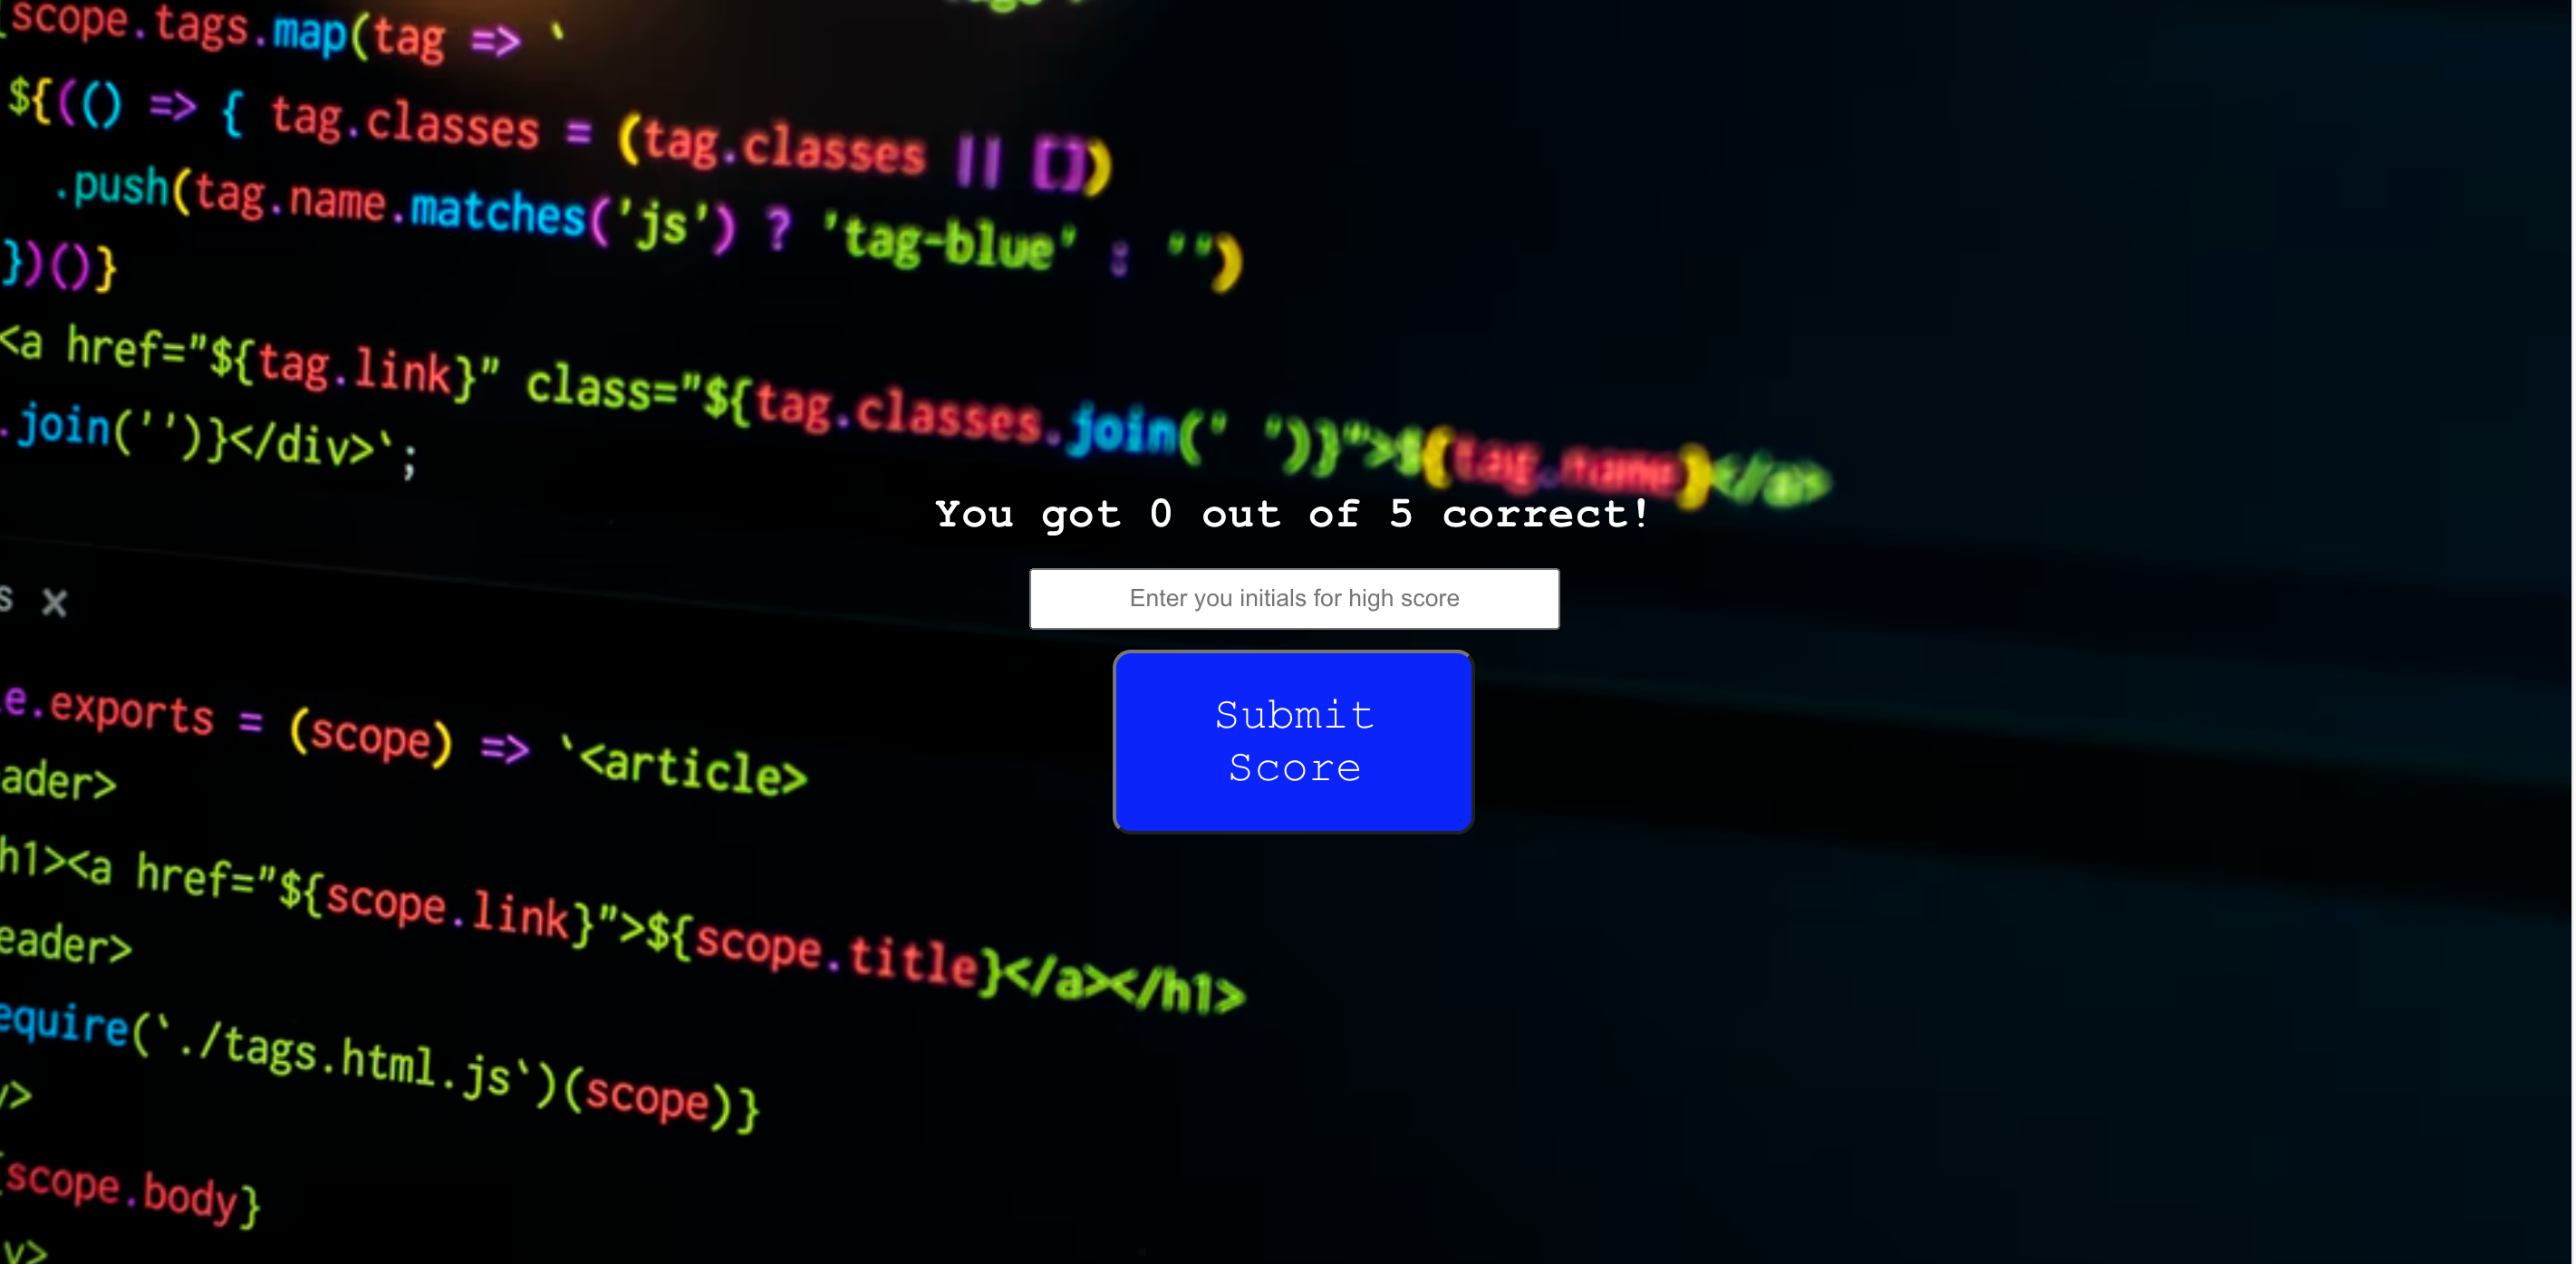 scope.tags.map(tag => `
${(() => { tag.classes = (tag.classes || [])
.push(tag.name.matches('js') ? 'tag-blue' : '')
})()}
<a href="${tag.link}" class="${tag.classes.join(' ')}">${tag.name}</a>
.join('')}</div>`;
You got 0 out of 5 correct!
Enter you initials for high score
s ×
Submit
Score
e.exports = (scope) => `<article>
ader>
h1><a href="${scope.link}">${scope.title}</a></h1>
eader>
equire(`./tags.html.js`)(scope)}
/>
{scope.body}
v>